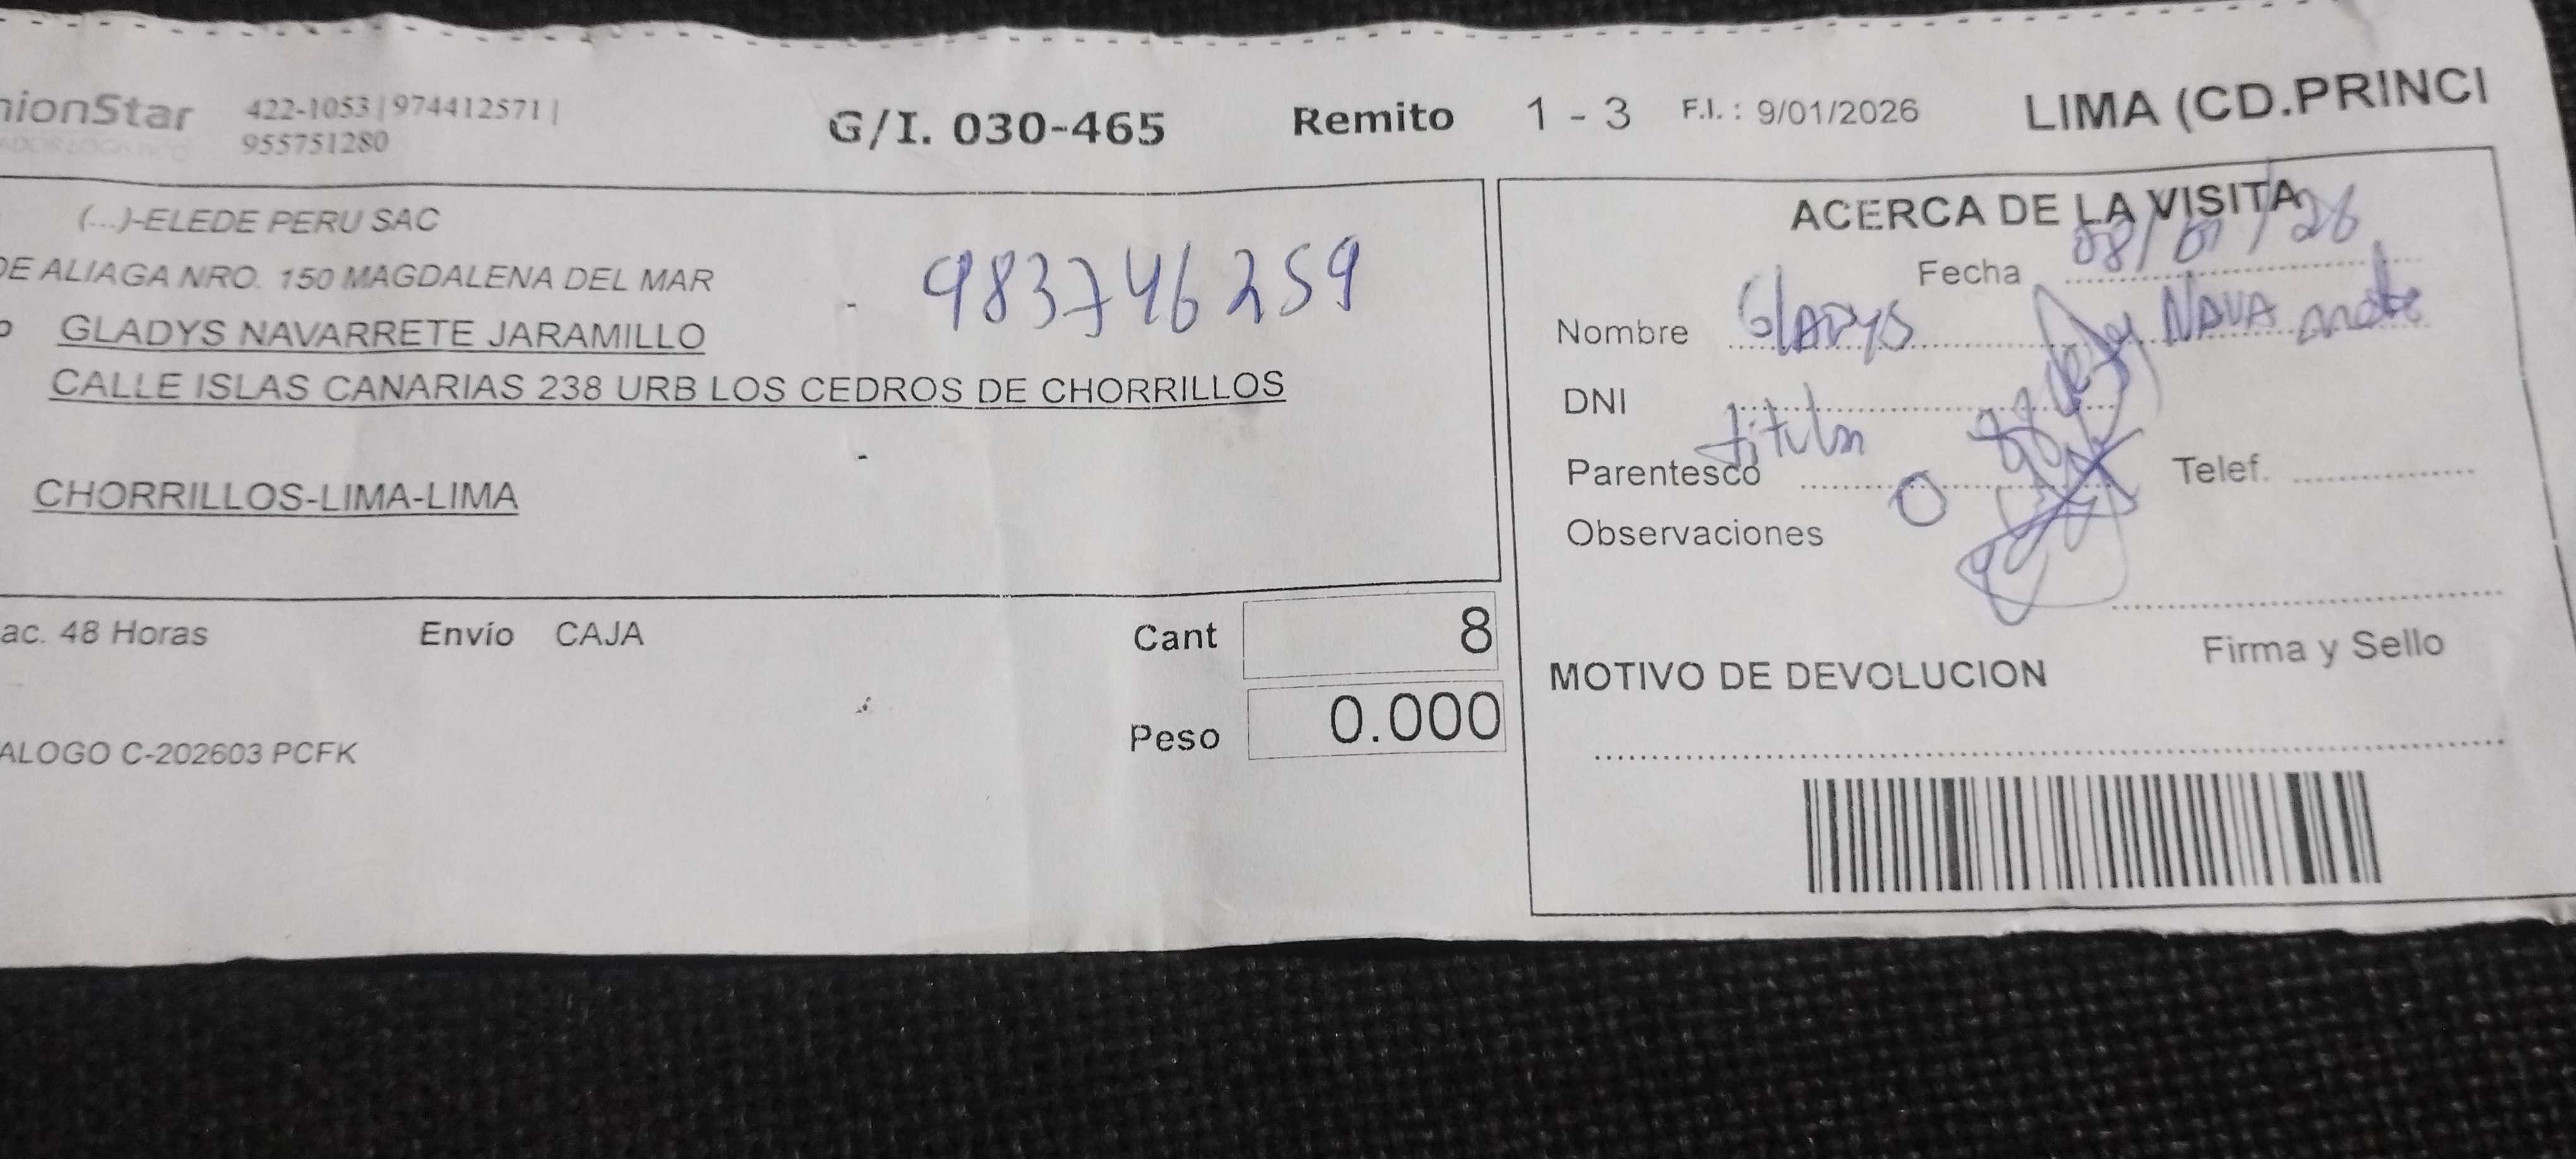 nionStar 422-1053 | 974412571 |
955751280
G/I. 030-465 Remito 1 - 3 F.I. : 9/01/2026 LIMA (CD.PRINCI
(...)-ELEDE PERU SAC
DE ALIAGA NRO. 150 MAGDALENA DEL MAR
983746259
GLADYS NAVARRETE JARAMILLO
CALLE ISLAS CANARIAS 238 URB LOS CEDROS DE CHORRILLOS
CHORRILLOS-LIMA-LIMA
ac. 48 Horas Envío CAJA Cant 8
Peso 0.000
ALOGO C-202603 PCFK
ACERCA DE LA VISITA
Fecha 08/01/26
Nombre GLADYS
DNI
Parentesco titular Telef.
Observaciones
Firma y Sello
MOTIVO DE DEVOLUCION